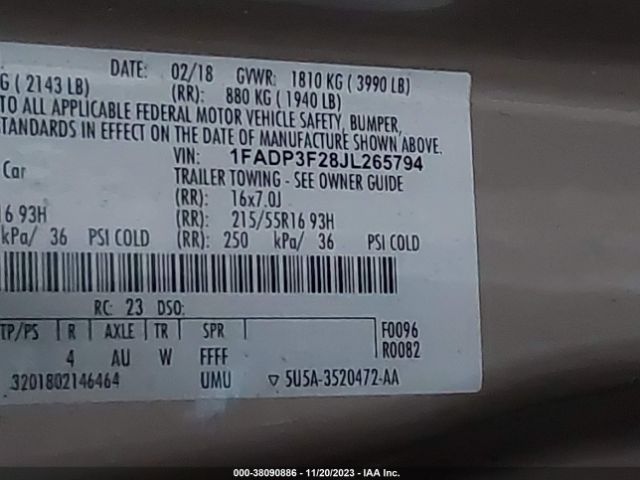 DATE: 02/18 GVWR: 1810 KG ( 3990 LB)
G ( 2143 LB) (RR): 880 KG ( 1940 LB)
TO ALL APPLICABLE FEDERAL MOTOR VEHICLE SAFETY, BUMPER,
STANDARDS IN EFFECT ON THE DATE OF MANUFACTURE SHOWN ABOVE.
VIN: 1FADP3F28JL265794
Car TRAILER TOWING - SEE OWNER GUIDE
(RR): 16x7.0J
16 93H (RR): 215/55R16 93H
kPa/ 36 PSI COLD (RR): 250 kPa/ 36 PSI COLD
RC: 23 DSO:
TP/PS R AXLE TR SPR F0096
4 AU W FFFF R0082
3201802146464 UMU ▽ 5U5A-3520472-AA
000-38090886 - 11/20/2023 - IAA Inc.